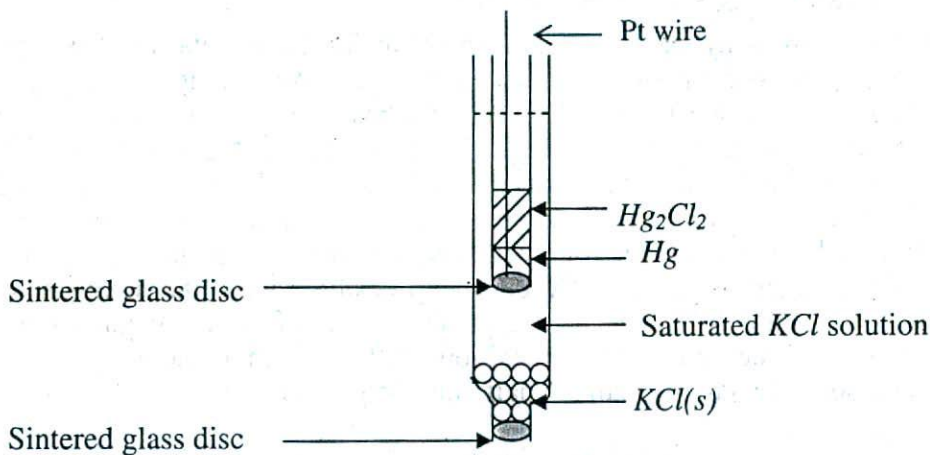 Pt wire
Hg₂Cl₂
Hg
Sintered glass disc
Saturated KCl solution
KCl(s)
Sintered glass disc